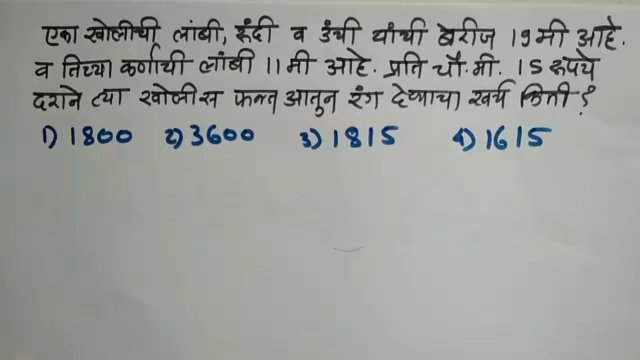 एका खोलीची लांबी, रूंदी व उंची यांची बेरीज 19 मी आहे.
व तिच्या कर्णाची लांबी 11 मी आहे. प्रति चौ. मी. 15 रूपये
दराने त्या खोलीस फक्त आतून रंग देण्याचा खर्च किती ?
1) 1800 2) 3600 3) 1815 4) 1615